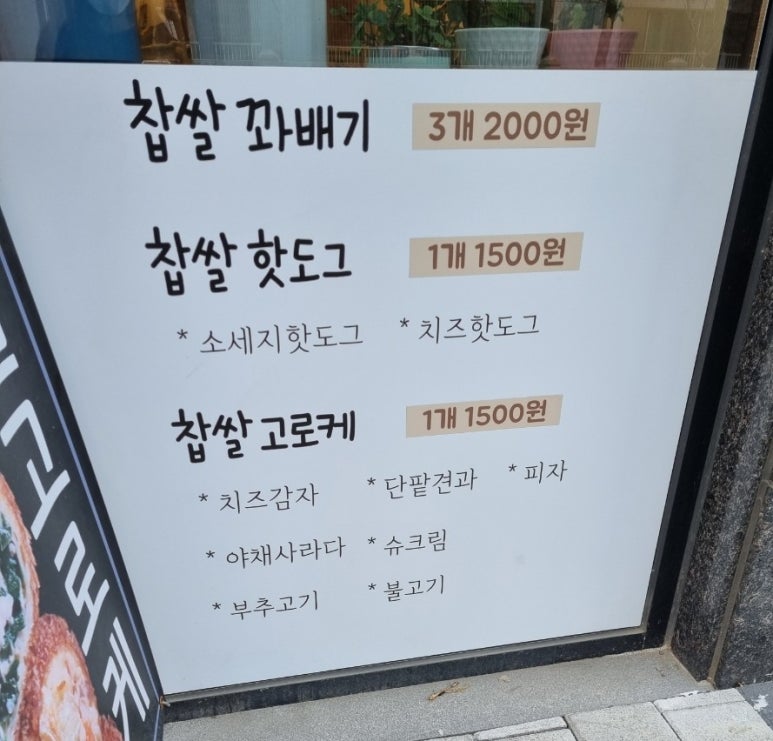 찹쌀 꽈배기 3개 2000원
찹쌀 핫도그 1개 1500원
* 소세지핫도그 * 치즈핫도그
찹쌀 고로케 1개 1500원
* 치즈감자 * 단팥견과 * 피자
* 야채사라다 * 슈크림
* 부추고기 * 불고기
고로케